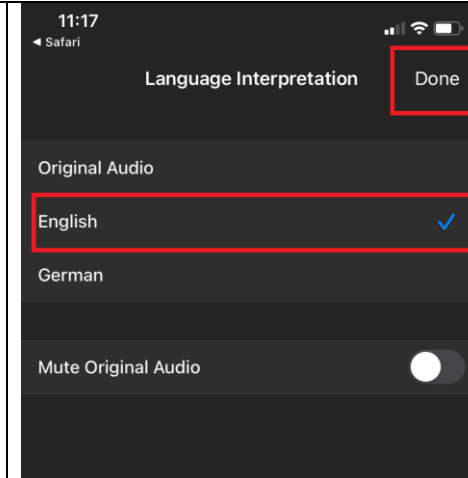 11:17
◀ Safari
Language Interpretation Done
Original Audio
English
German
Mute Original Audio